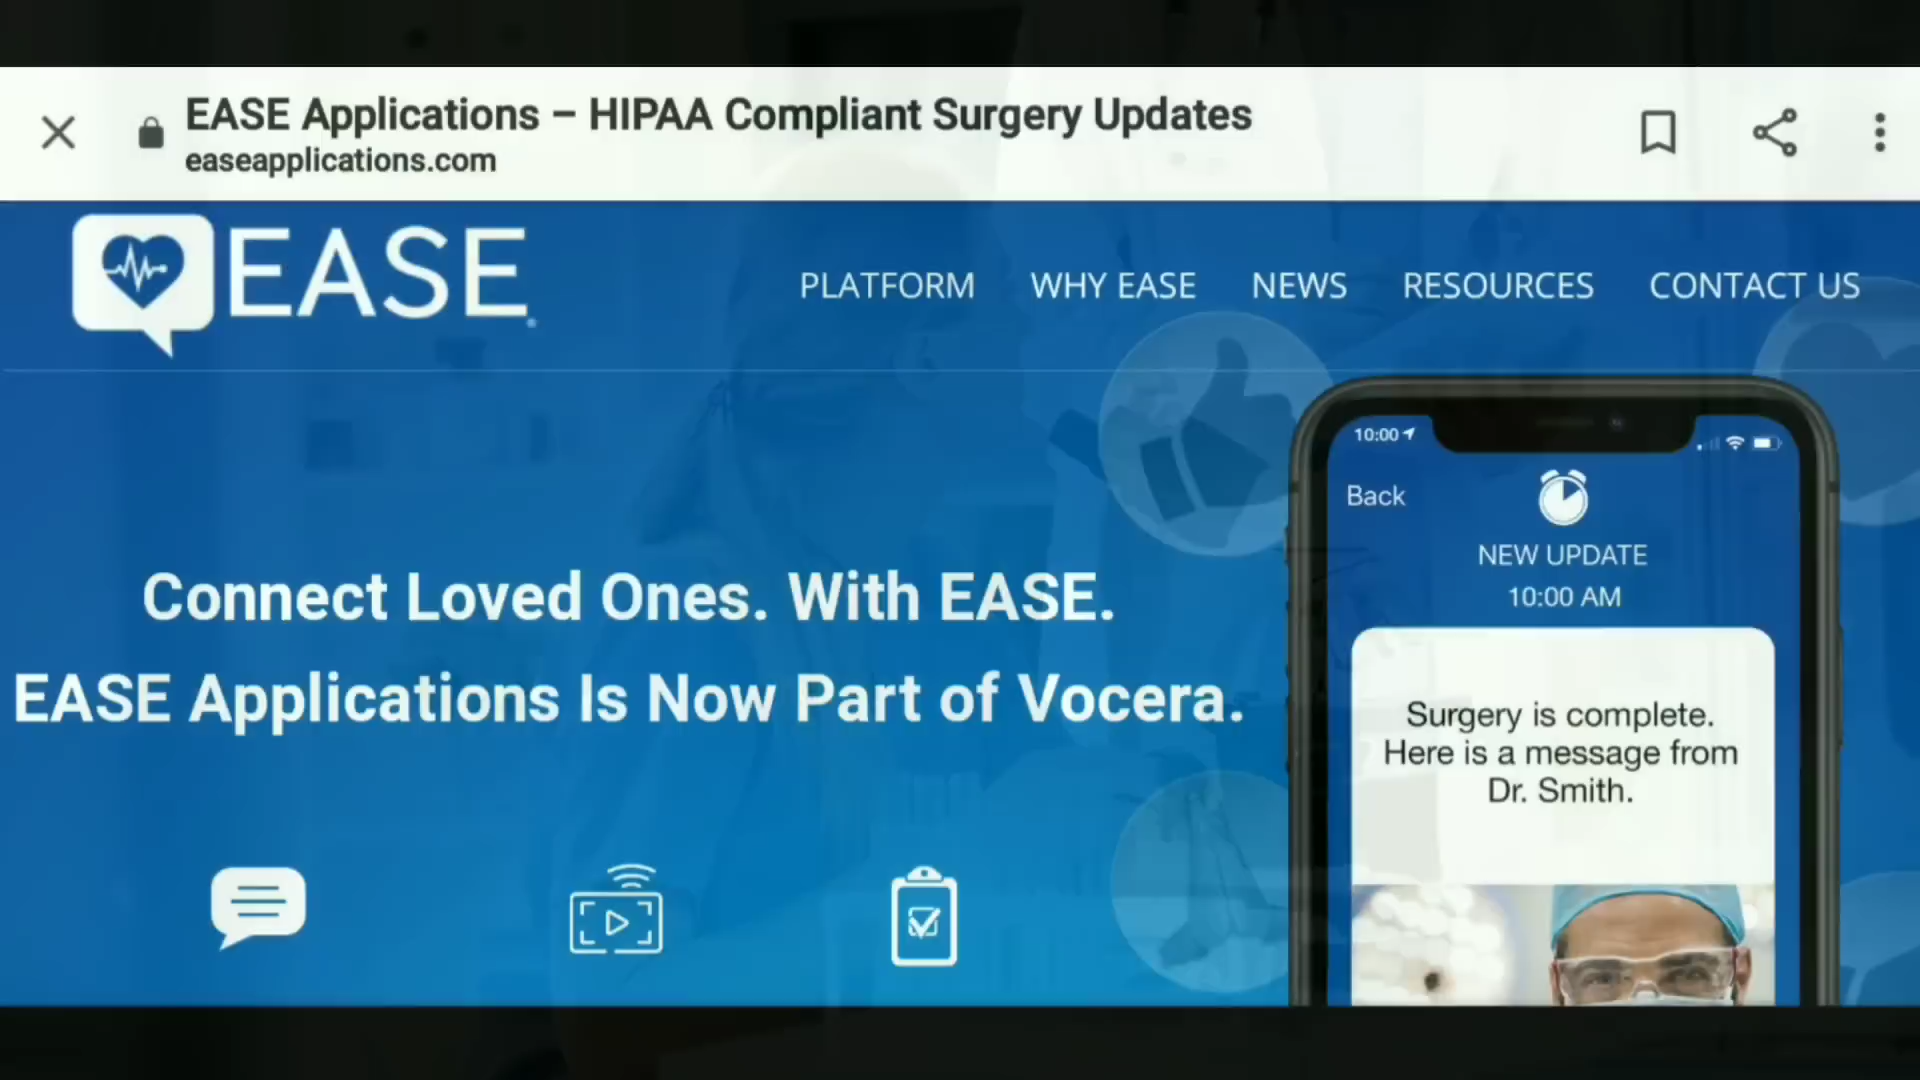 EASE Applications – HIPAA Compliant Surgery Updates
easeapplications.com
EASE
PLATFORM WHY EASE NEWS RESOURCES CONTACT US
Connect Loved Ones. With EASE.
EASE Applications Is Now Part of Vocera.
10:00
Back
NEW UPDATE
10:00 AM
Surgery is complete.
Here is a message from
Dr. Smith.